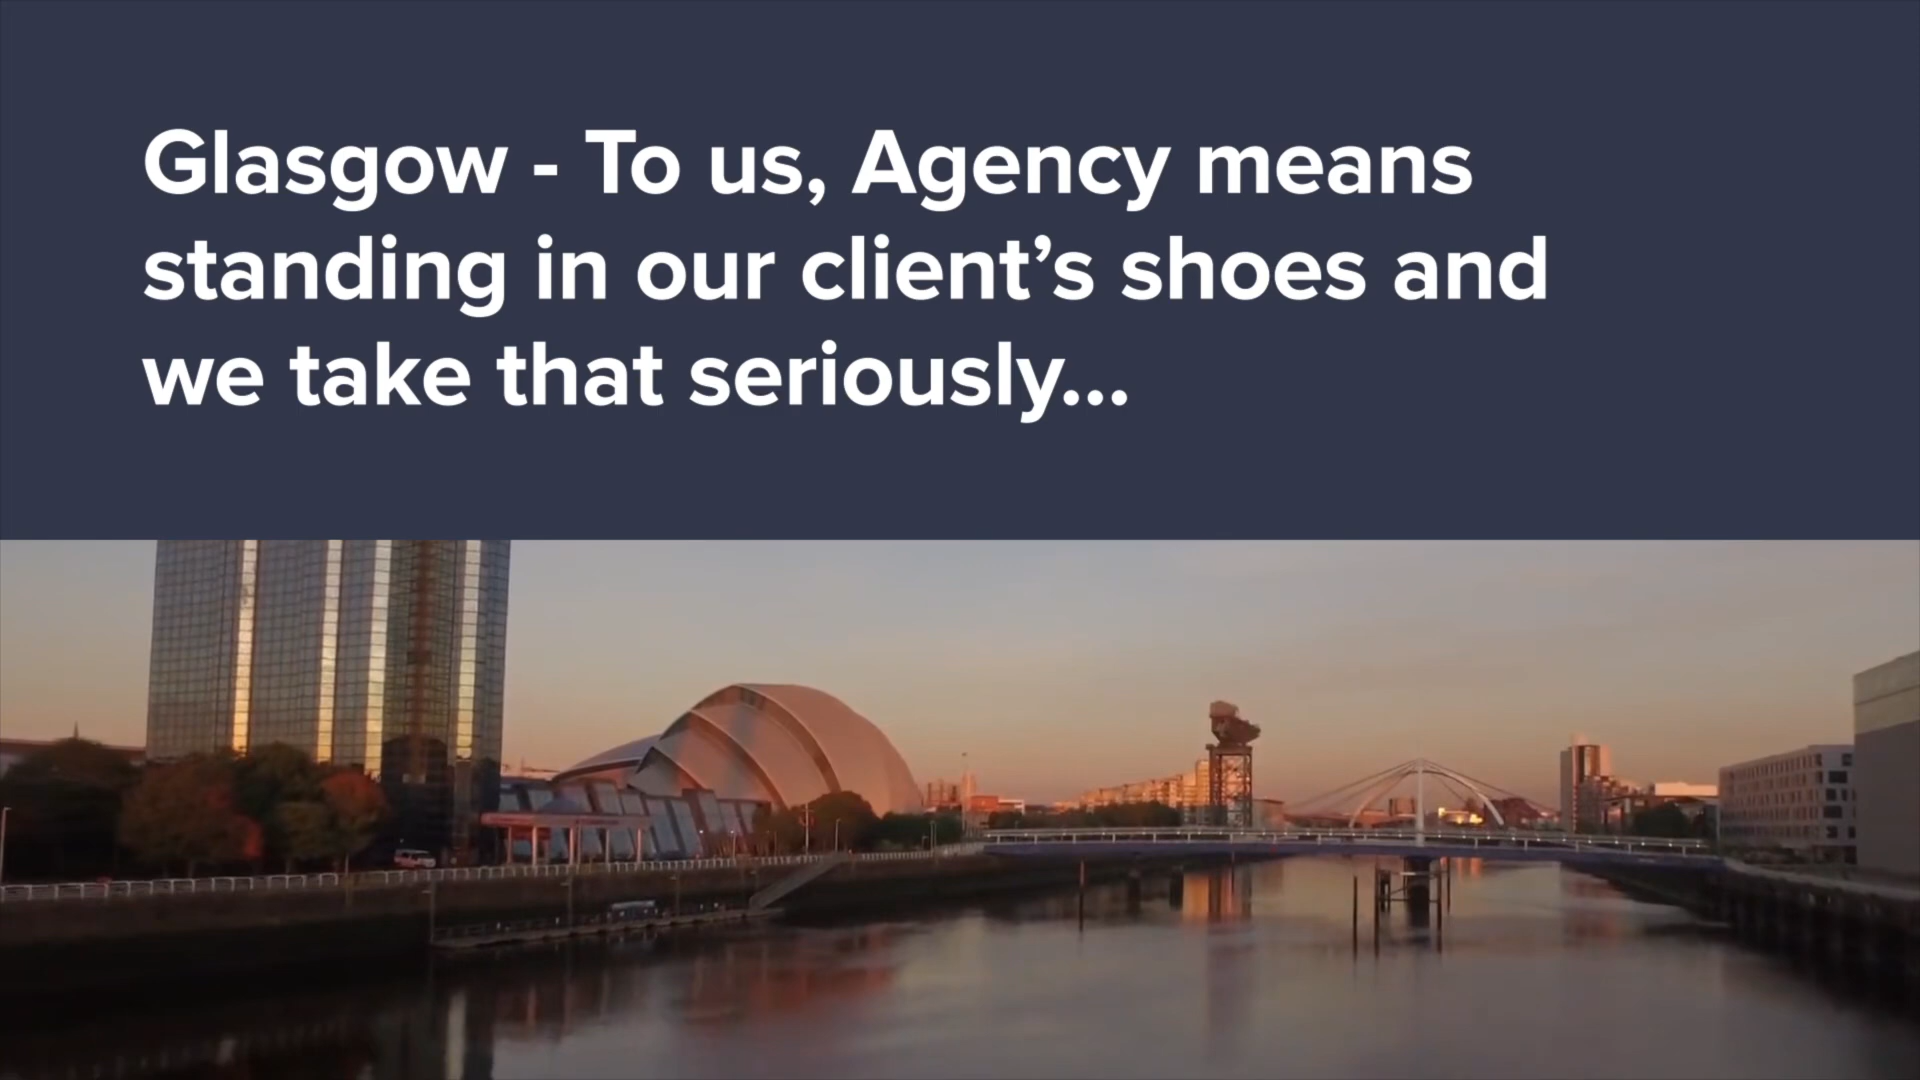 Glasgow - To us, Agency means
standing in our client’s shoes and
we take that seriously...